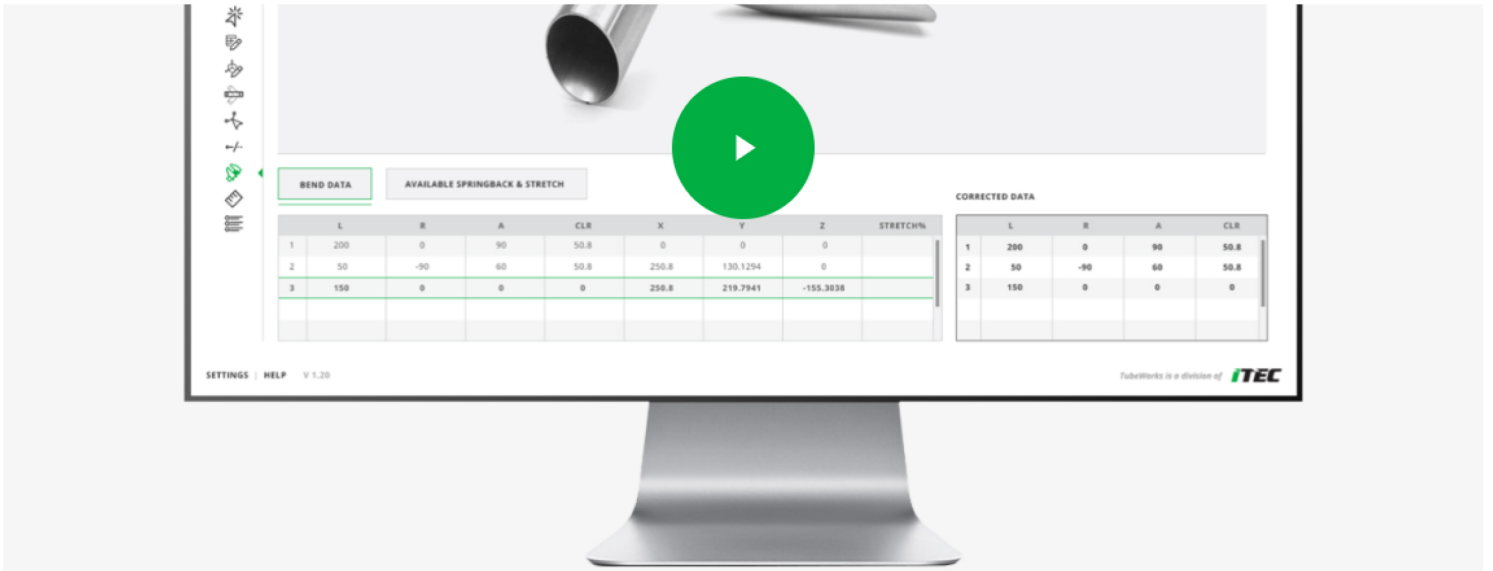 BEND DATA
AVAILABLE SPRINGBACK & STRETCH
CORRECTED DATA
L R A CLR X Y Z STRETCH%
1 200 0 90 50.8 0 0 0
2 50 -90 60 50.8 250.8 130.1294 0
3 150 0 0 0 250.8 219.7941 -155.3038
L R A CLR
1 200 0 90 50.8
2 50 -90 60 50.8
3 150 0 0 0
SETTINGS | HELP V 1.20
TubeWorks is a division of iTEC